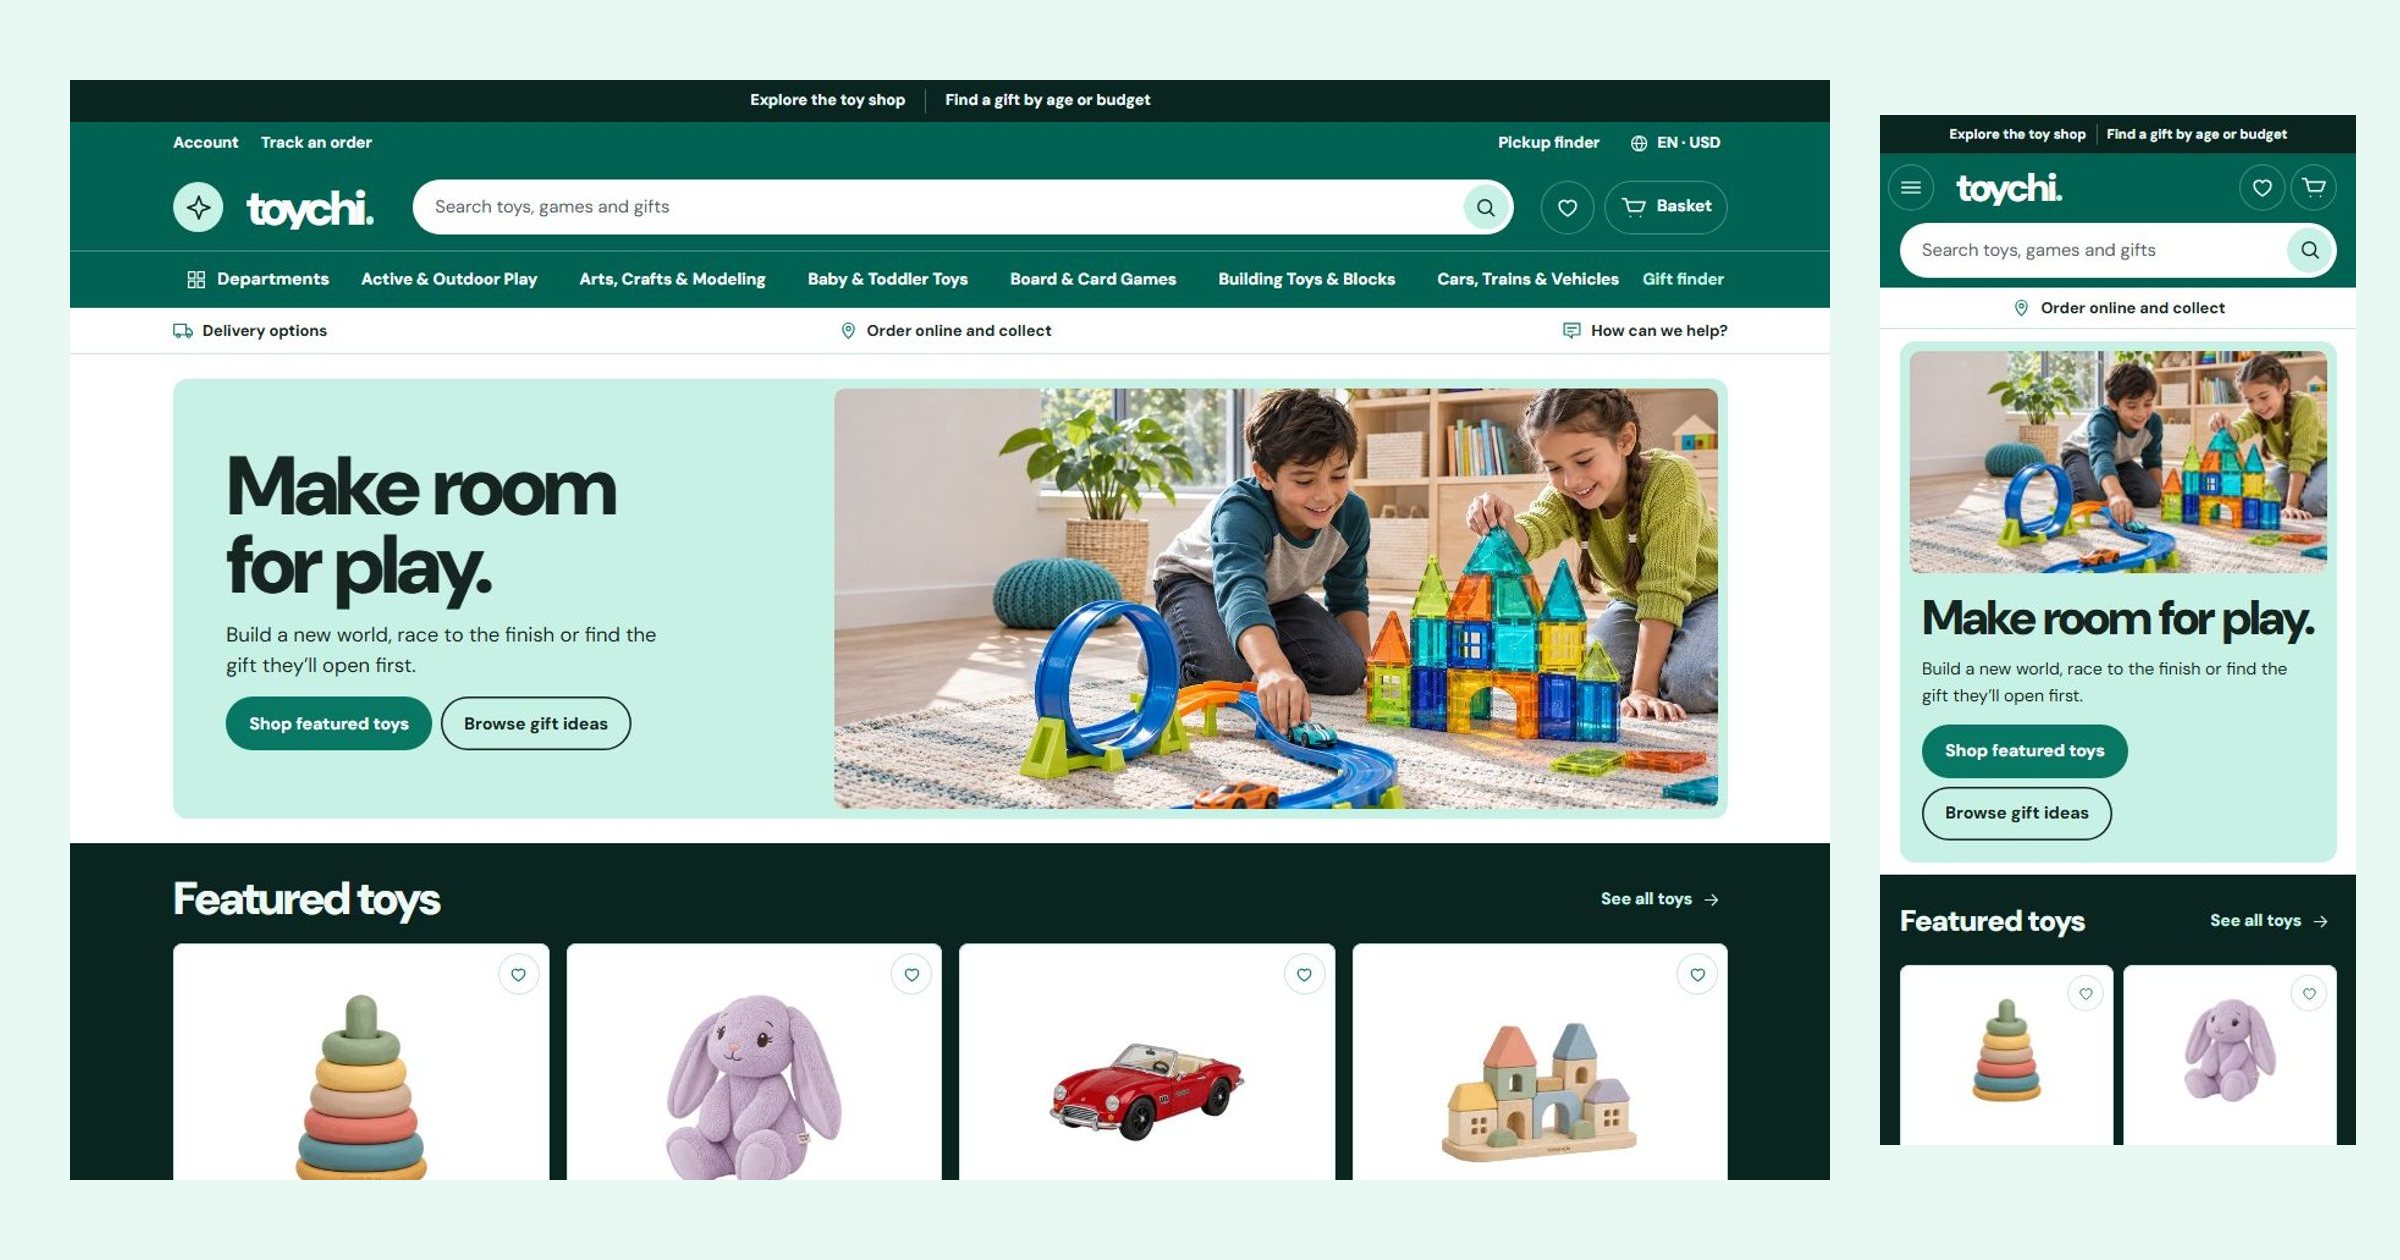 Explore the toy shop
Find a gift by age or budget
Account
Track an order
Pickup finder
EN · USD
toychi.
Search toys, games and gifts
Basket
Departments
Active & Outdoor Play
Arts, Crafts & Modeling
Baby & Toddler Toys
Board & Card Games
Building Toys & Blocks
Cars, Trains & Vehicles
Gift finder
Delivery options
Order online and collect
How can we help?
Make room
for play.
Build a new world, race to the finish or find the
gift they’ll open first.
Shop featured toys
Browse gift ideas
Featured toys
See all toys
Explore the toy shop
Find a gift by age or budget
toychi.
Search toys, games and gifts
Order online and collect
Make room for play.
Build a new world, race to the finish or find the
gift they’ll open first.
Shop featured toys
Browse gift ideas
Featured toys
See all toys